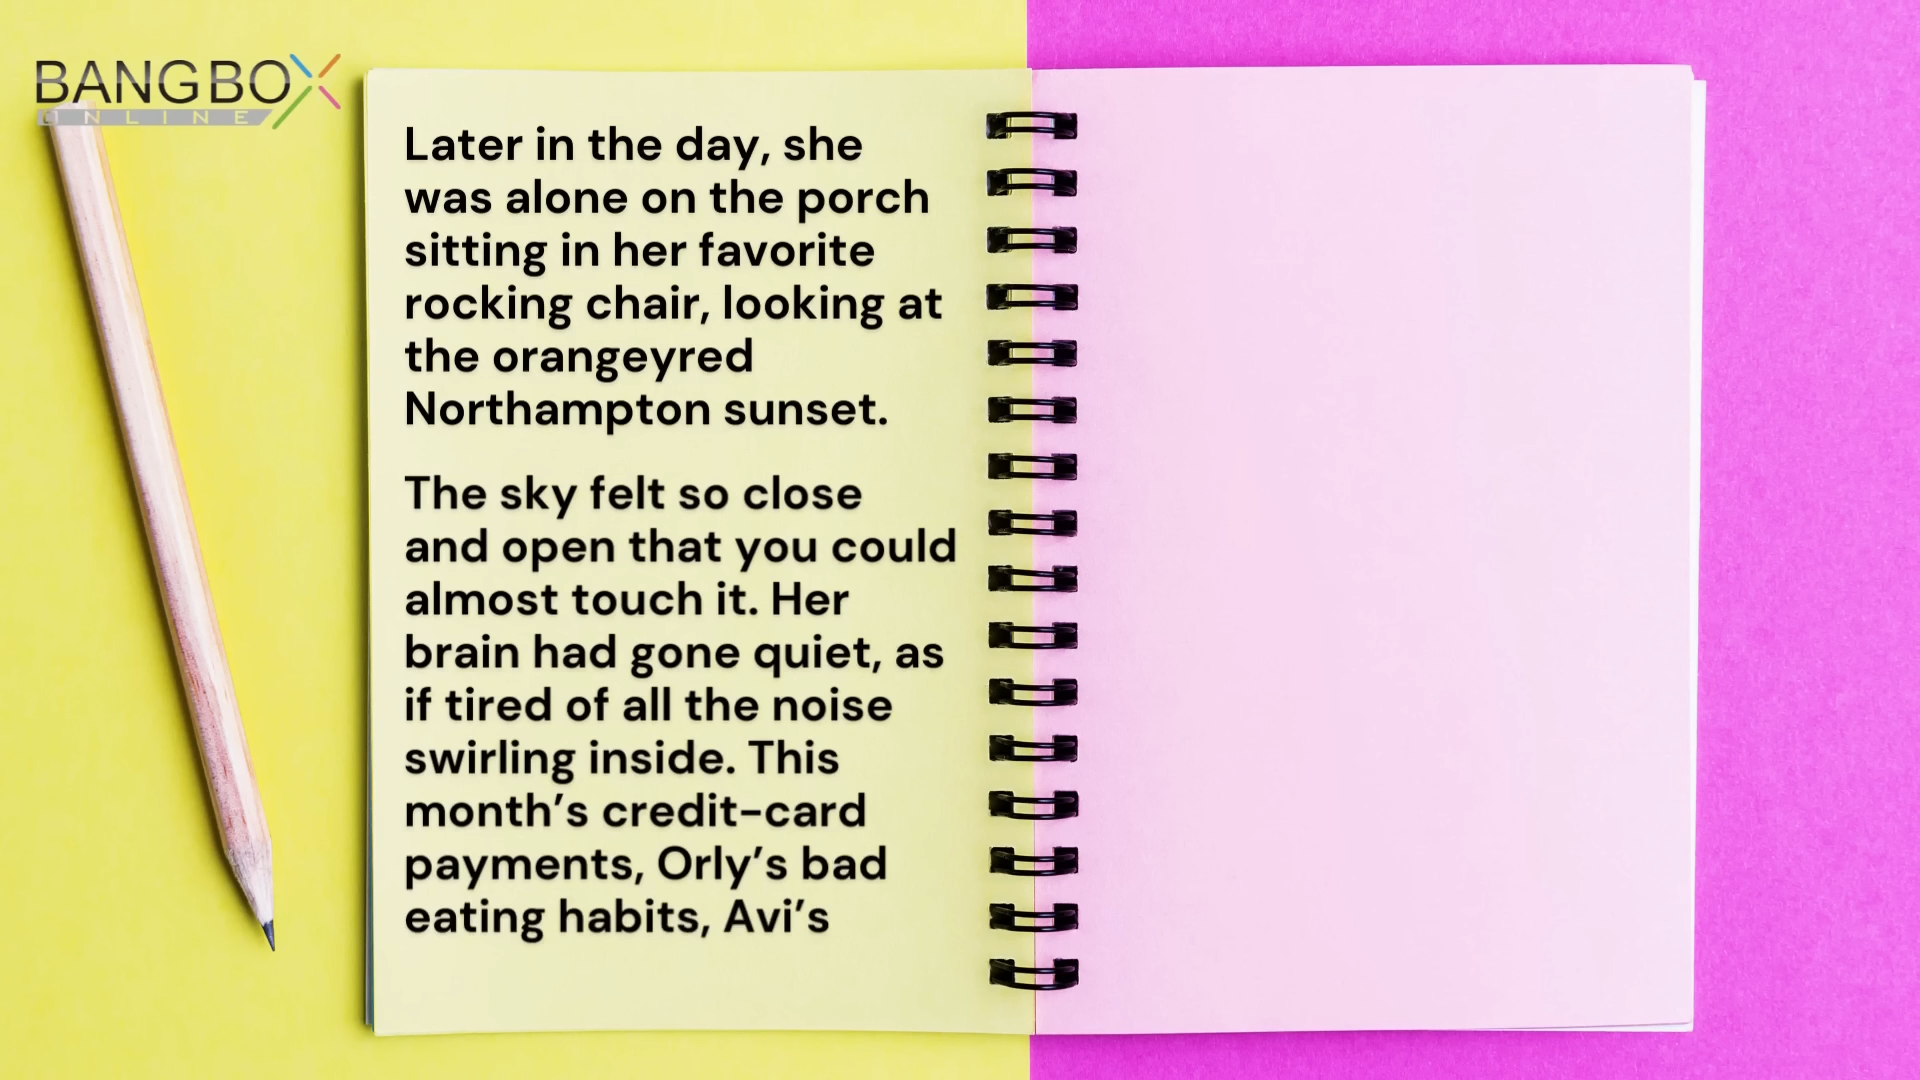 BANGBOX
ONLINE
Later in the day, she
was alone on the porch
sitting in her favorite
rocking chair, looking at
the orangeyred
Northampton sunset.
The sky felt so close
and open that you could
almost touch it. Her
brain had gone quiet, as
if tired of all the noise
swirling inside. This
month’s credit-card
payments, Orly’s bad
eating habits, Avi’s